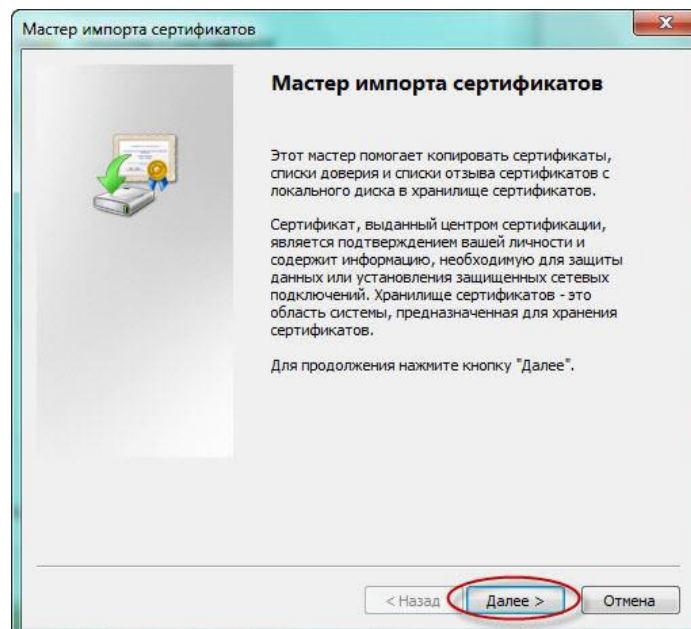 Мастер импорта сертификатов
Мастер импорта сертификатов
Этот мастер помогает копировать сертификаты,
списки доверия и списки отзыва сертификатов с
локального диска в хранилище сертификатов.
Сертификат, выданный центром сертификации,
является подтверждением вашей личности и
содержит информацию, необходимую для защиты
данных или установления защищенных сетевых
подключений. Хранилище сертификатов - это
область системы, предназначенная для хранения
сертификатов.
Для продолжения нажмите кнопку "Далее".
< Назад Далее > Отмена